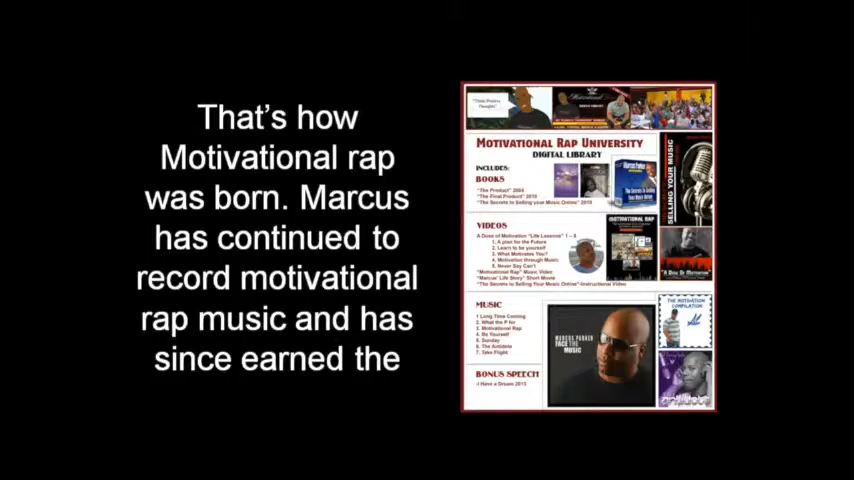 That's how
Motivational rap
was born. Marcus
has continued to
record motivational
rap music and has
since earned the
MOTIVATIONAL RAP UNIVERSITY
DIGITAL LIBRARY
INCLUDES:
BOOKS
"The Product" 2004
"The Final Product" 2010
"The Secrets to Selling your Music Online" 2010
VIDEOS
A Dose of Motivation "Life Lessons" 1 – 5
1. A plan for the Future
2. Learn to be yourself
3. What Motivates You?
4. Motivation through Music
5. Never Say Can't
"Motivational Rap" Music Video
"Marcus' Life Story" Short Movie
"The Secrets to Selling Your Music Online"-Instructional Video
MUSIC
1 Long Time Coming
2. What the P for
3. Motivational Rap
4. Be Yourself
5. Sunday
6. The Antidote
7. Take Flight
BONUS SPEECH
-I Have a Dream 2013
MARCUS PARKER
FACE THE
MUSIC
SELLING YOUR MUSIC
MOTIVATIONAL RAP
"A DOSE OF MOTIVATION"
THE MOTIVATION
COMPILATION